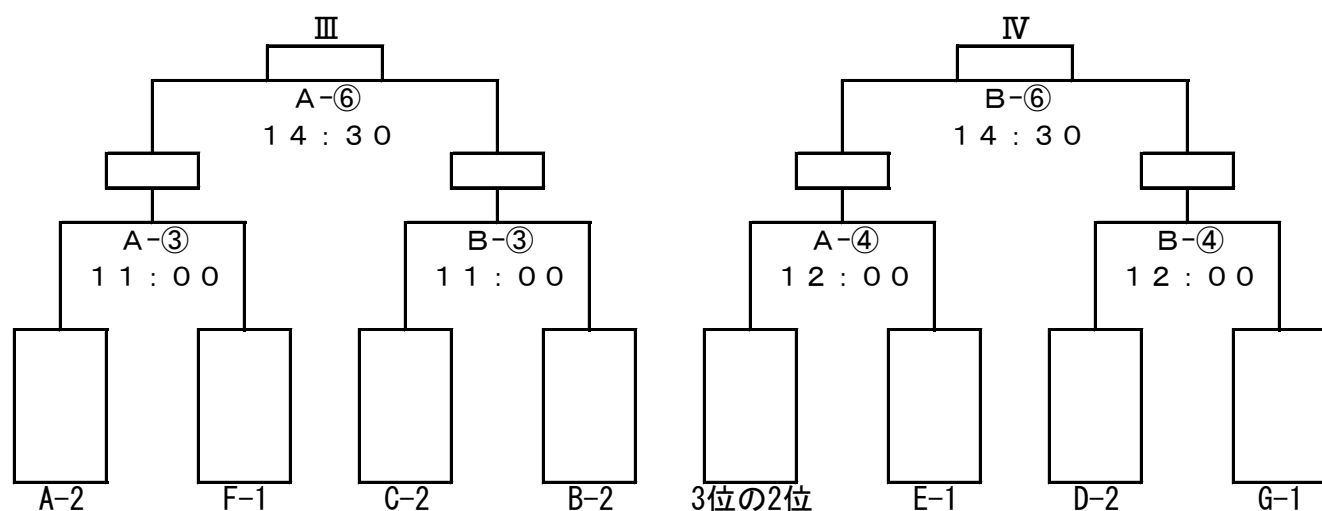 Ⅲ Ⅳ
A-⑥ B-⑥
14:30 14:30
A-③ B-③ A-④ B-④
11:00 11:00 12:00 12:00
A-2 F-1 C-2 B-2 3位の2位 E-1 D-2 G-1